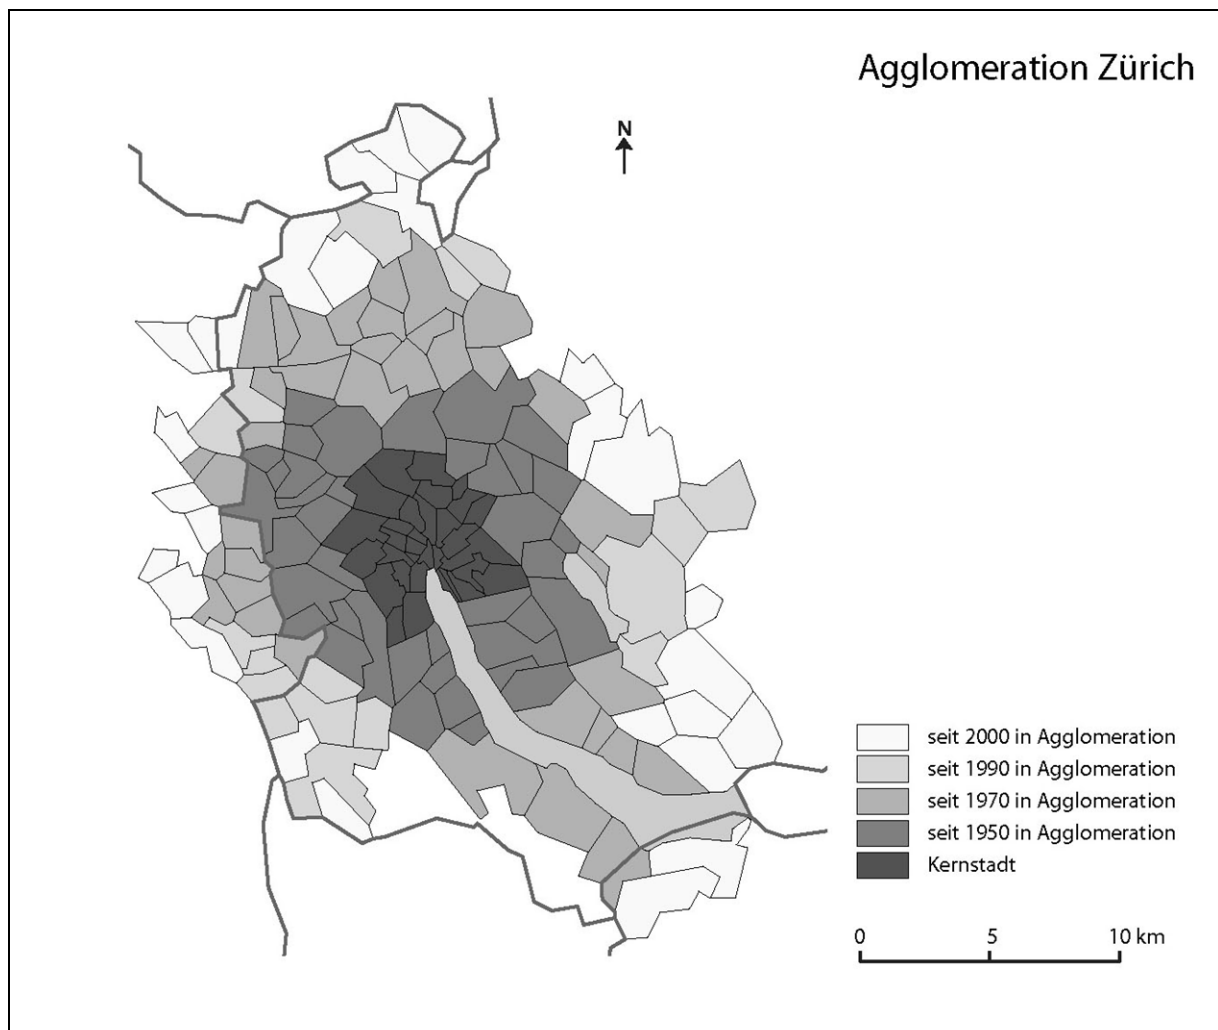 Agglomeration Zürich
N
seit 2000 in Agglomeration
seit 1990 in Agglomeration
seit 1970 in Agglomeration
seit 1950 in Agglomeration
Kernstadt
0 5 10 km